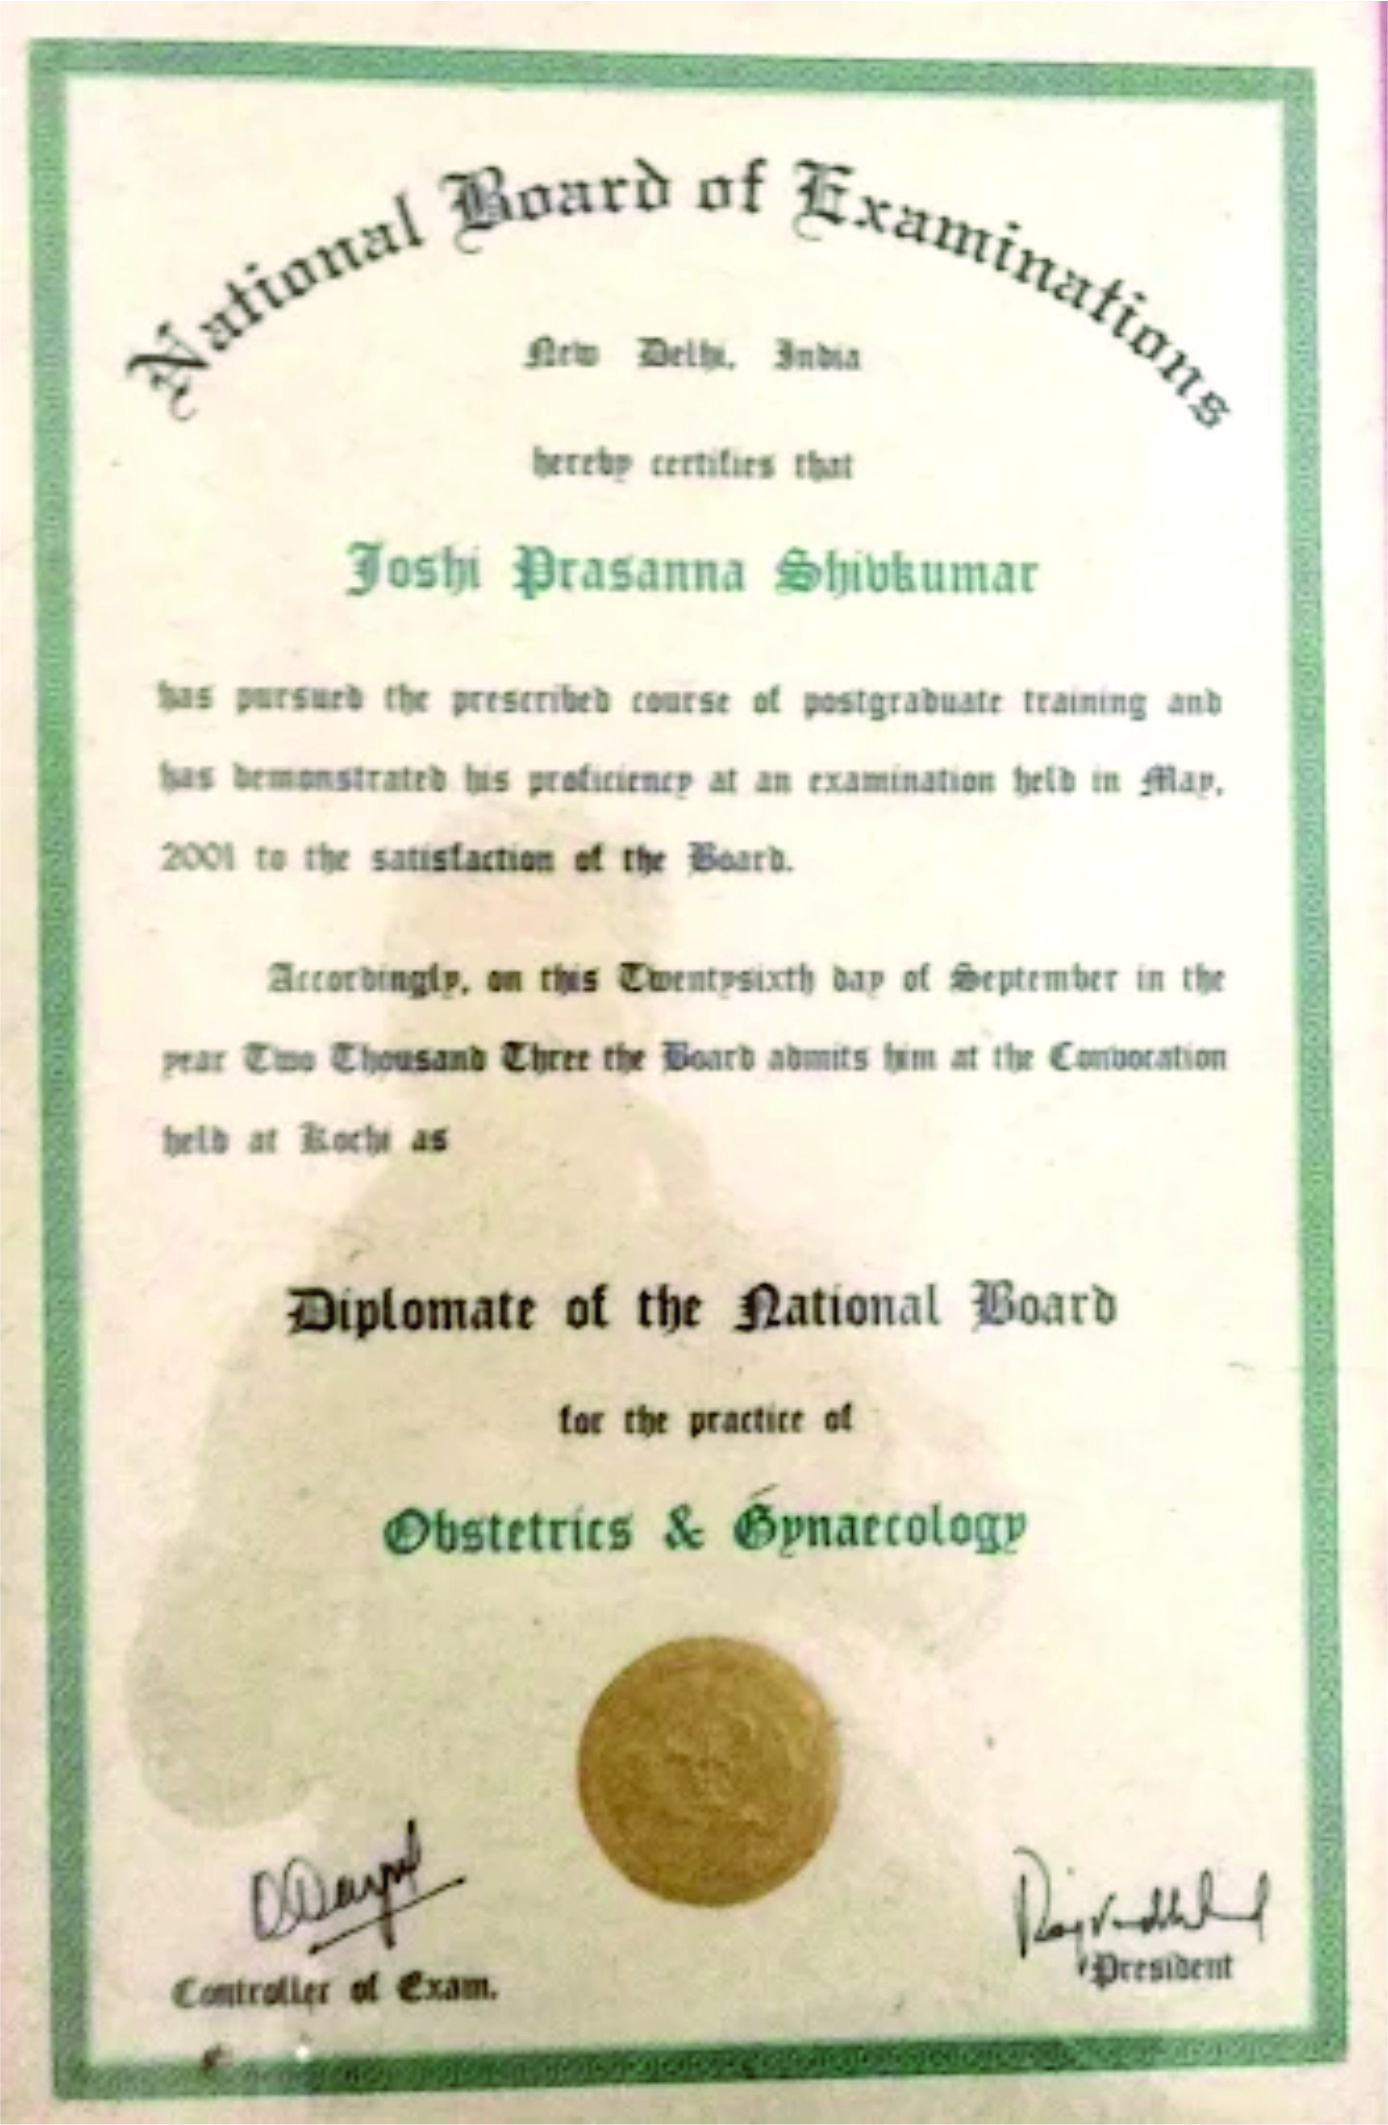 National Board of Examinations
New Delhi, India
hereby certifies that
Joshi Prasanna Shivkumar
has pursued the prescribed course of postgraduate training and
has demonstrated his proficiency at an examination held in May,
2001 to the satisfaction of the Board.
Accordingly, on this Twentysixth day of September in the
year Two Thousand Three the Board admits him at the Convocation
held at Kochi as
Diplomate of the National Board
for the practice of
Obstetrics & Gynaecology
Controller of Exam.
President